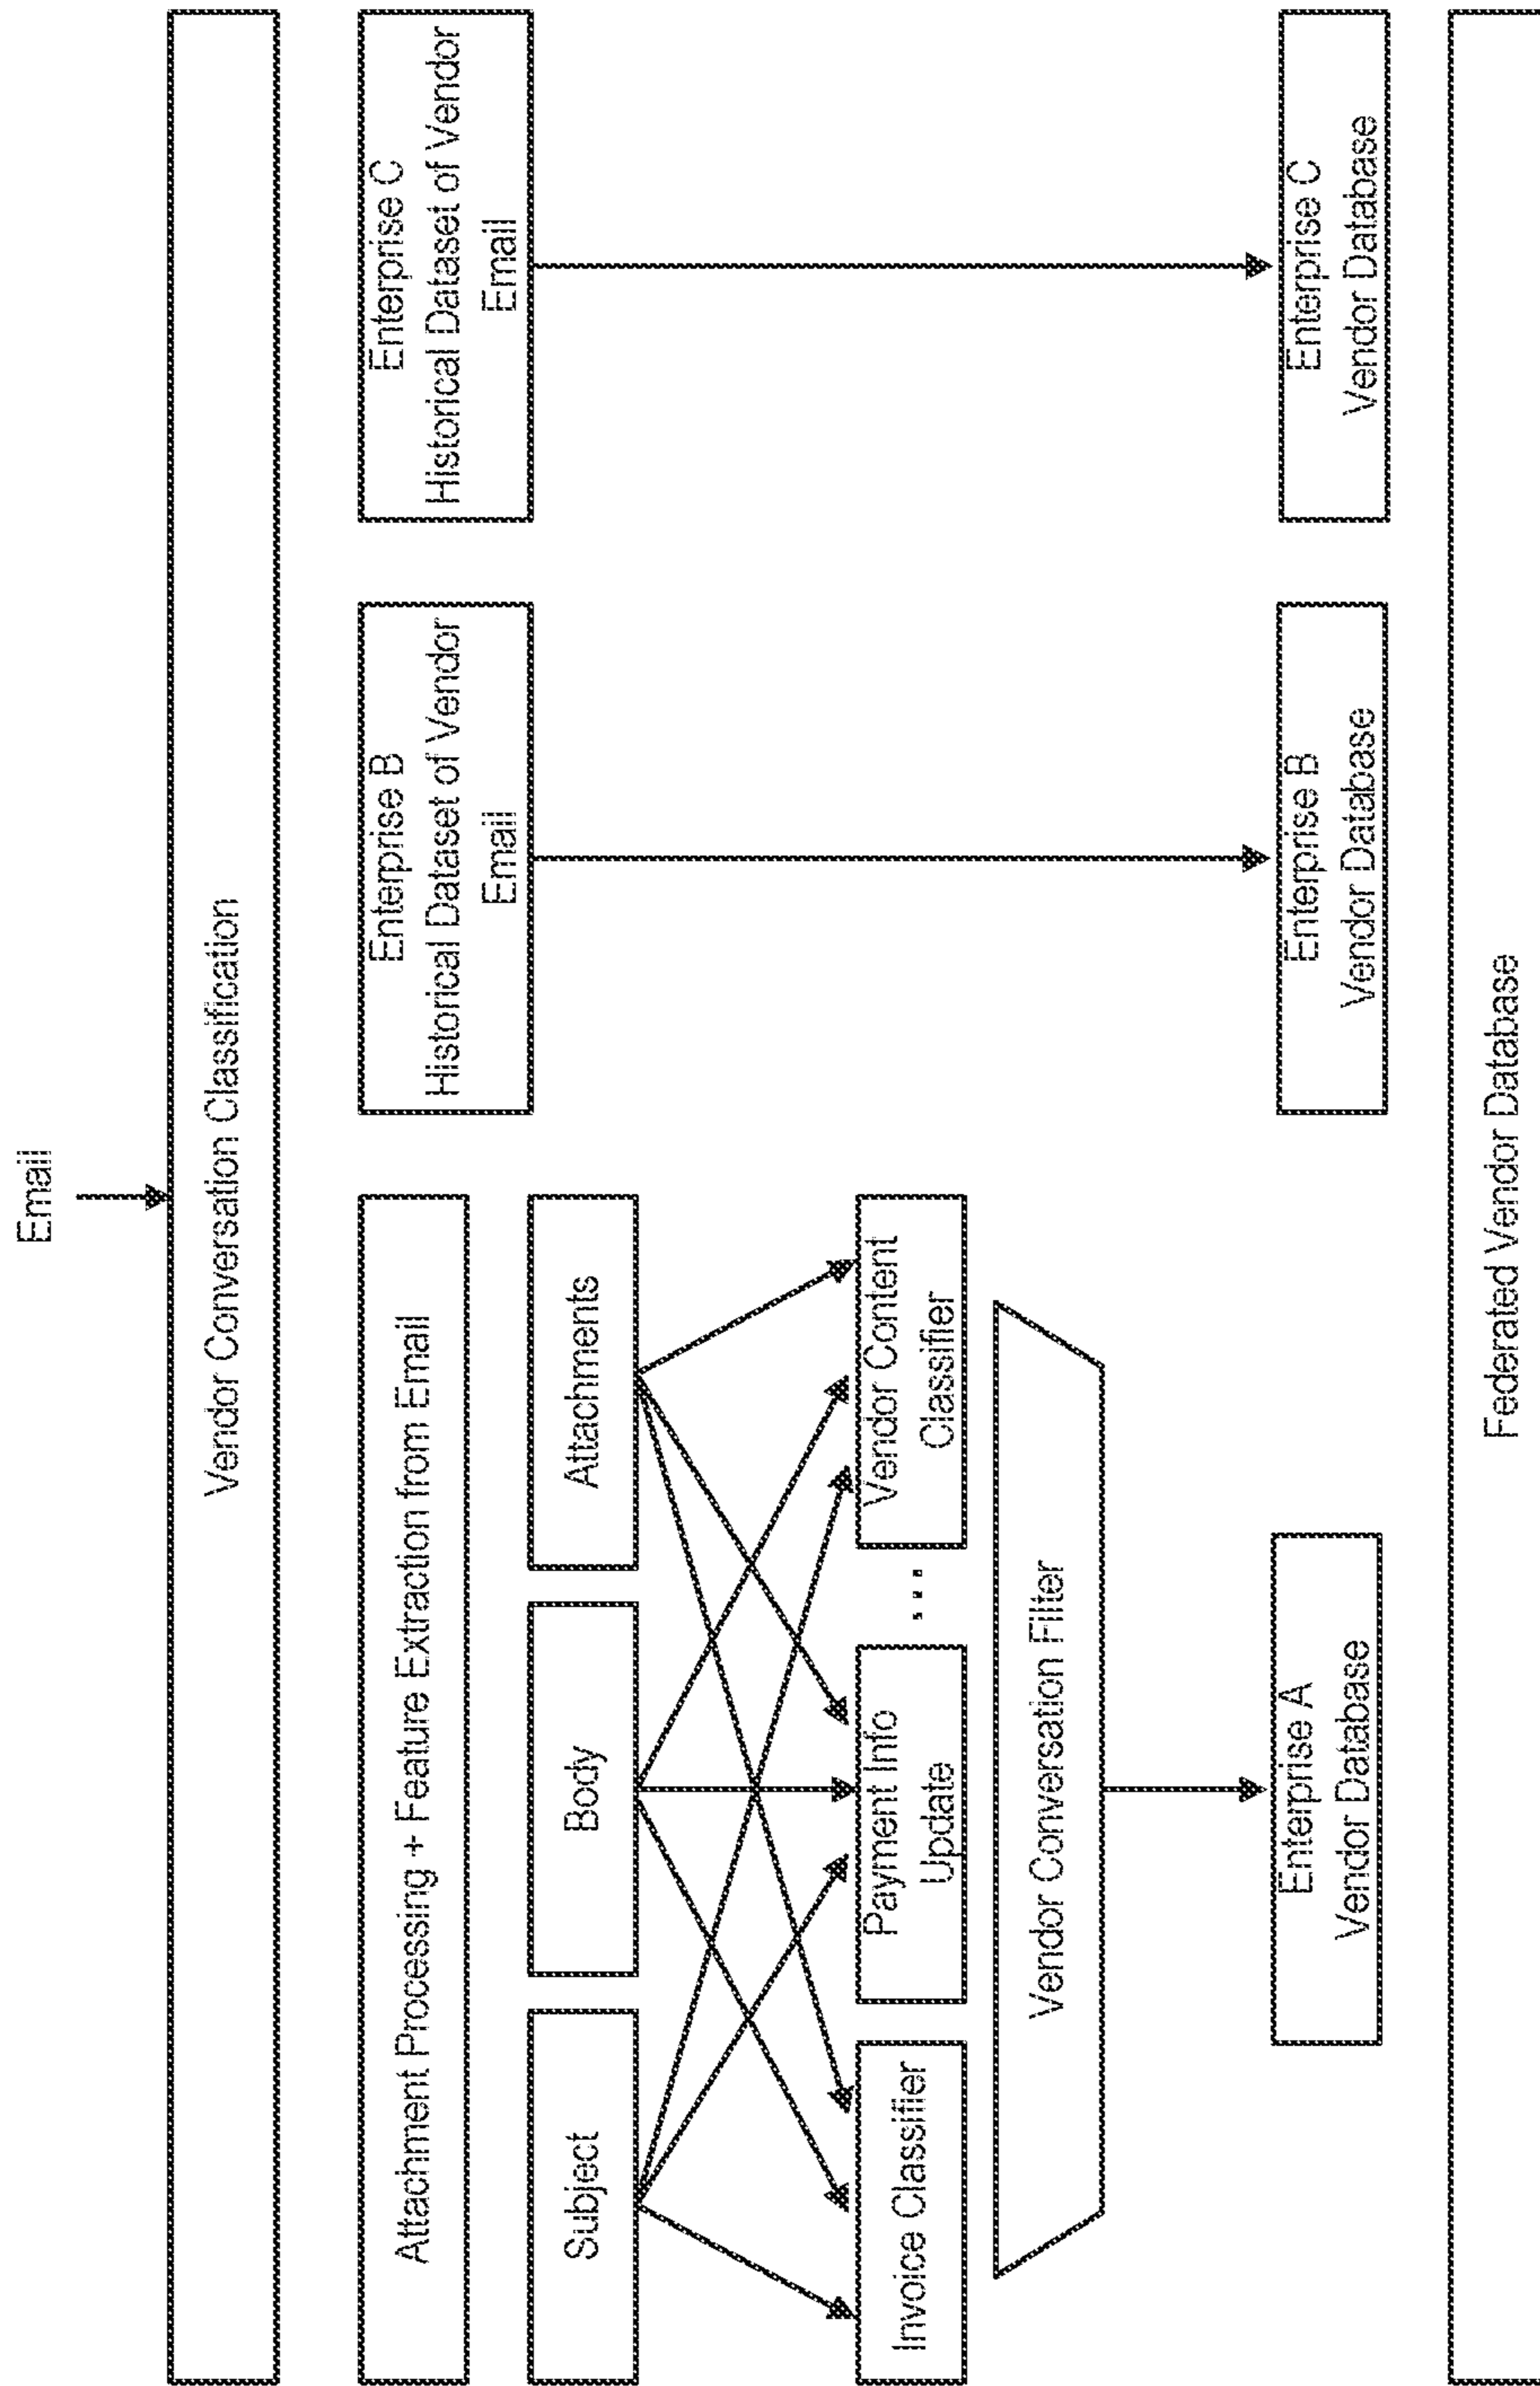 Email
Vendor Conversation Classification
Attachment Processing + Feature Extraction from Email
Subject
Body
Attachments
Invoice Classifier
Payment Info
Update
...
Vendor Content
Classifier
Vendor Conversation Filter
Enterprise A
Vendor Database
Enterprise B
Historical Dataset of Vendor
Email
Enterprise B
Vendor Database
Enterprise C
Historical Dataset of Vendor
Email
Enterprise C
Vendor Database
Federated Vendor Database